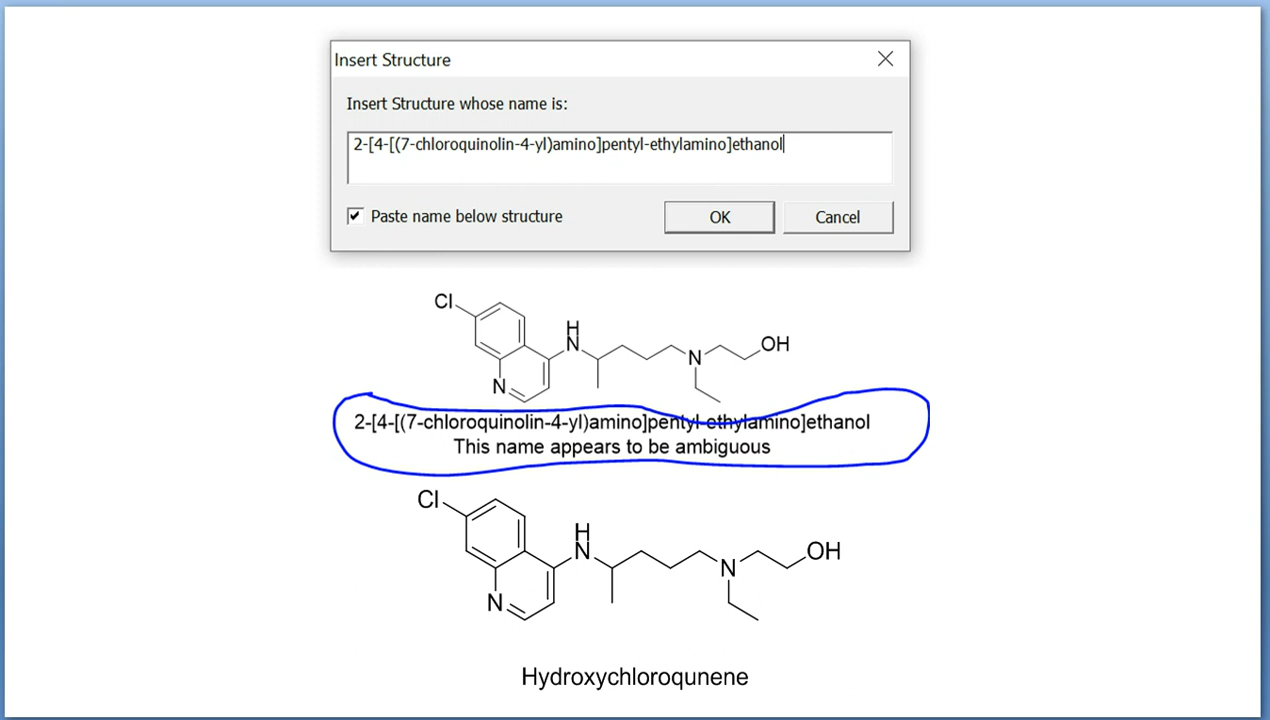 Insert Structure
Insert Structure whose name is:
2-[4-[(7-chloroquinolin-4-yl)amino]pentyl-ethylamino]ethanol
Paste name below structure
OK
Cancel
Cl
H
N
OH
N
N
2-[4-[(7-chloroquinolin-4-yl)amino]pentyl-ethylamino]ethanol
This name appears to be ambiguous
Cl
H
N
OH
N
N
Hydroxychloroqunene